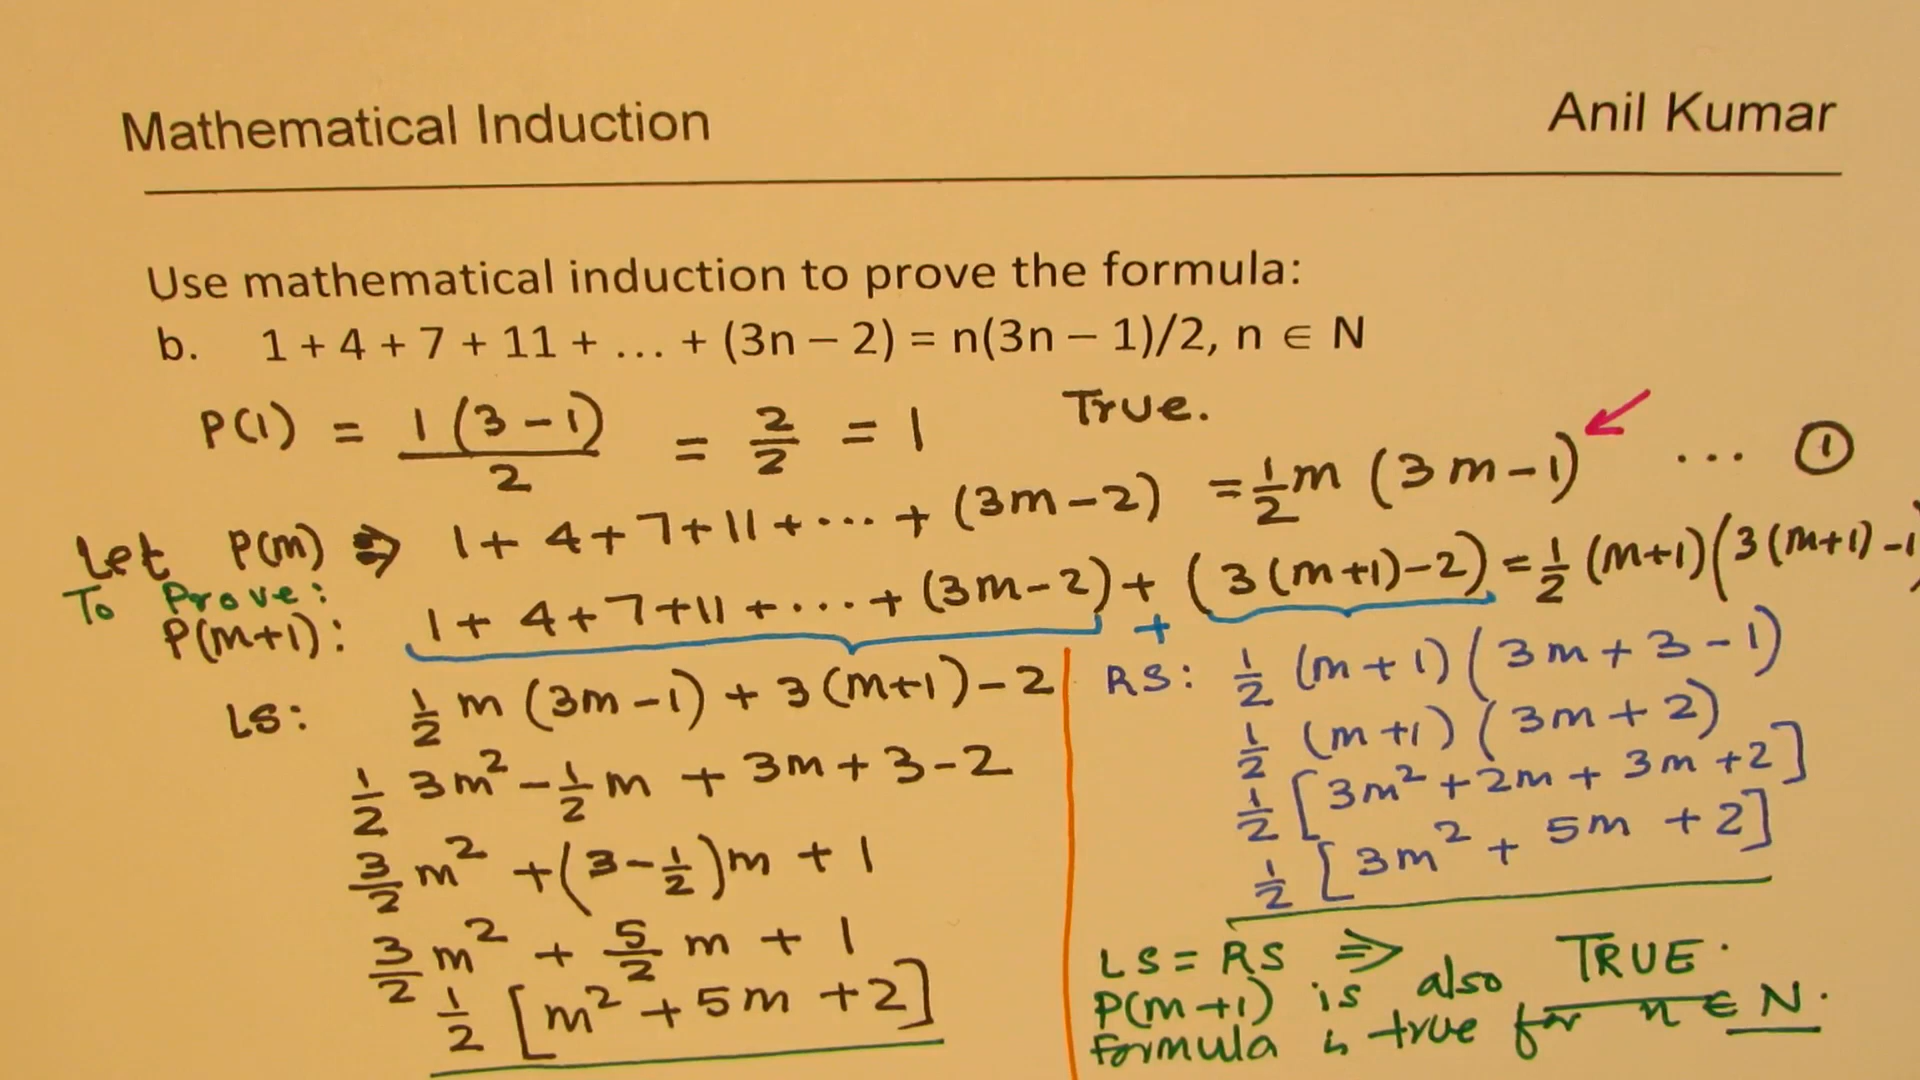 Mathematical Induction Anil Kumar
Use mathematical induction to prove the formula:
b. 1 + 4 + 7 + 11 + … + (3n – 2) = n(3n – 1)/2, n ∈ N
P(1) = 1(3-1)/2 = 2/2 = 1 True.
Let P(m) ⇒ 1+ 4+7+11+...+ (3m-2) = 1/2 m (3m-1) ... ①
To Prove:
P(m+1): 1+ 4+7+11+...+ (3m-2) + (3(m+1)-2) = 1/2 (m+1)(3(m+1)-1)
+
LS: 1/2 m (3m-1) + 3(m+1)-2
1/2 3m² - 1/2 m + 3m+3-2
3/2 m² + (3-1/2)m + 1
3/2 m² + 5/2 m + 1
1/2 [m² + 5m + 2]
RS: 1/2 (m+1)(3m+3-1)
1/2 (m+1)(3m+2)
1/2 [3m²+2m+3m+2]
1/2 [3m² + 5m + 2]
LS = RS ⇒
P(m+1) is also TRUE.
Formula is true for n ∈ N.